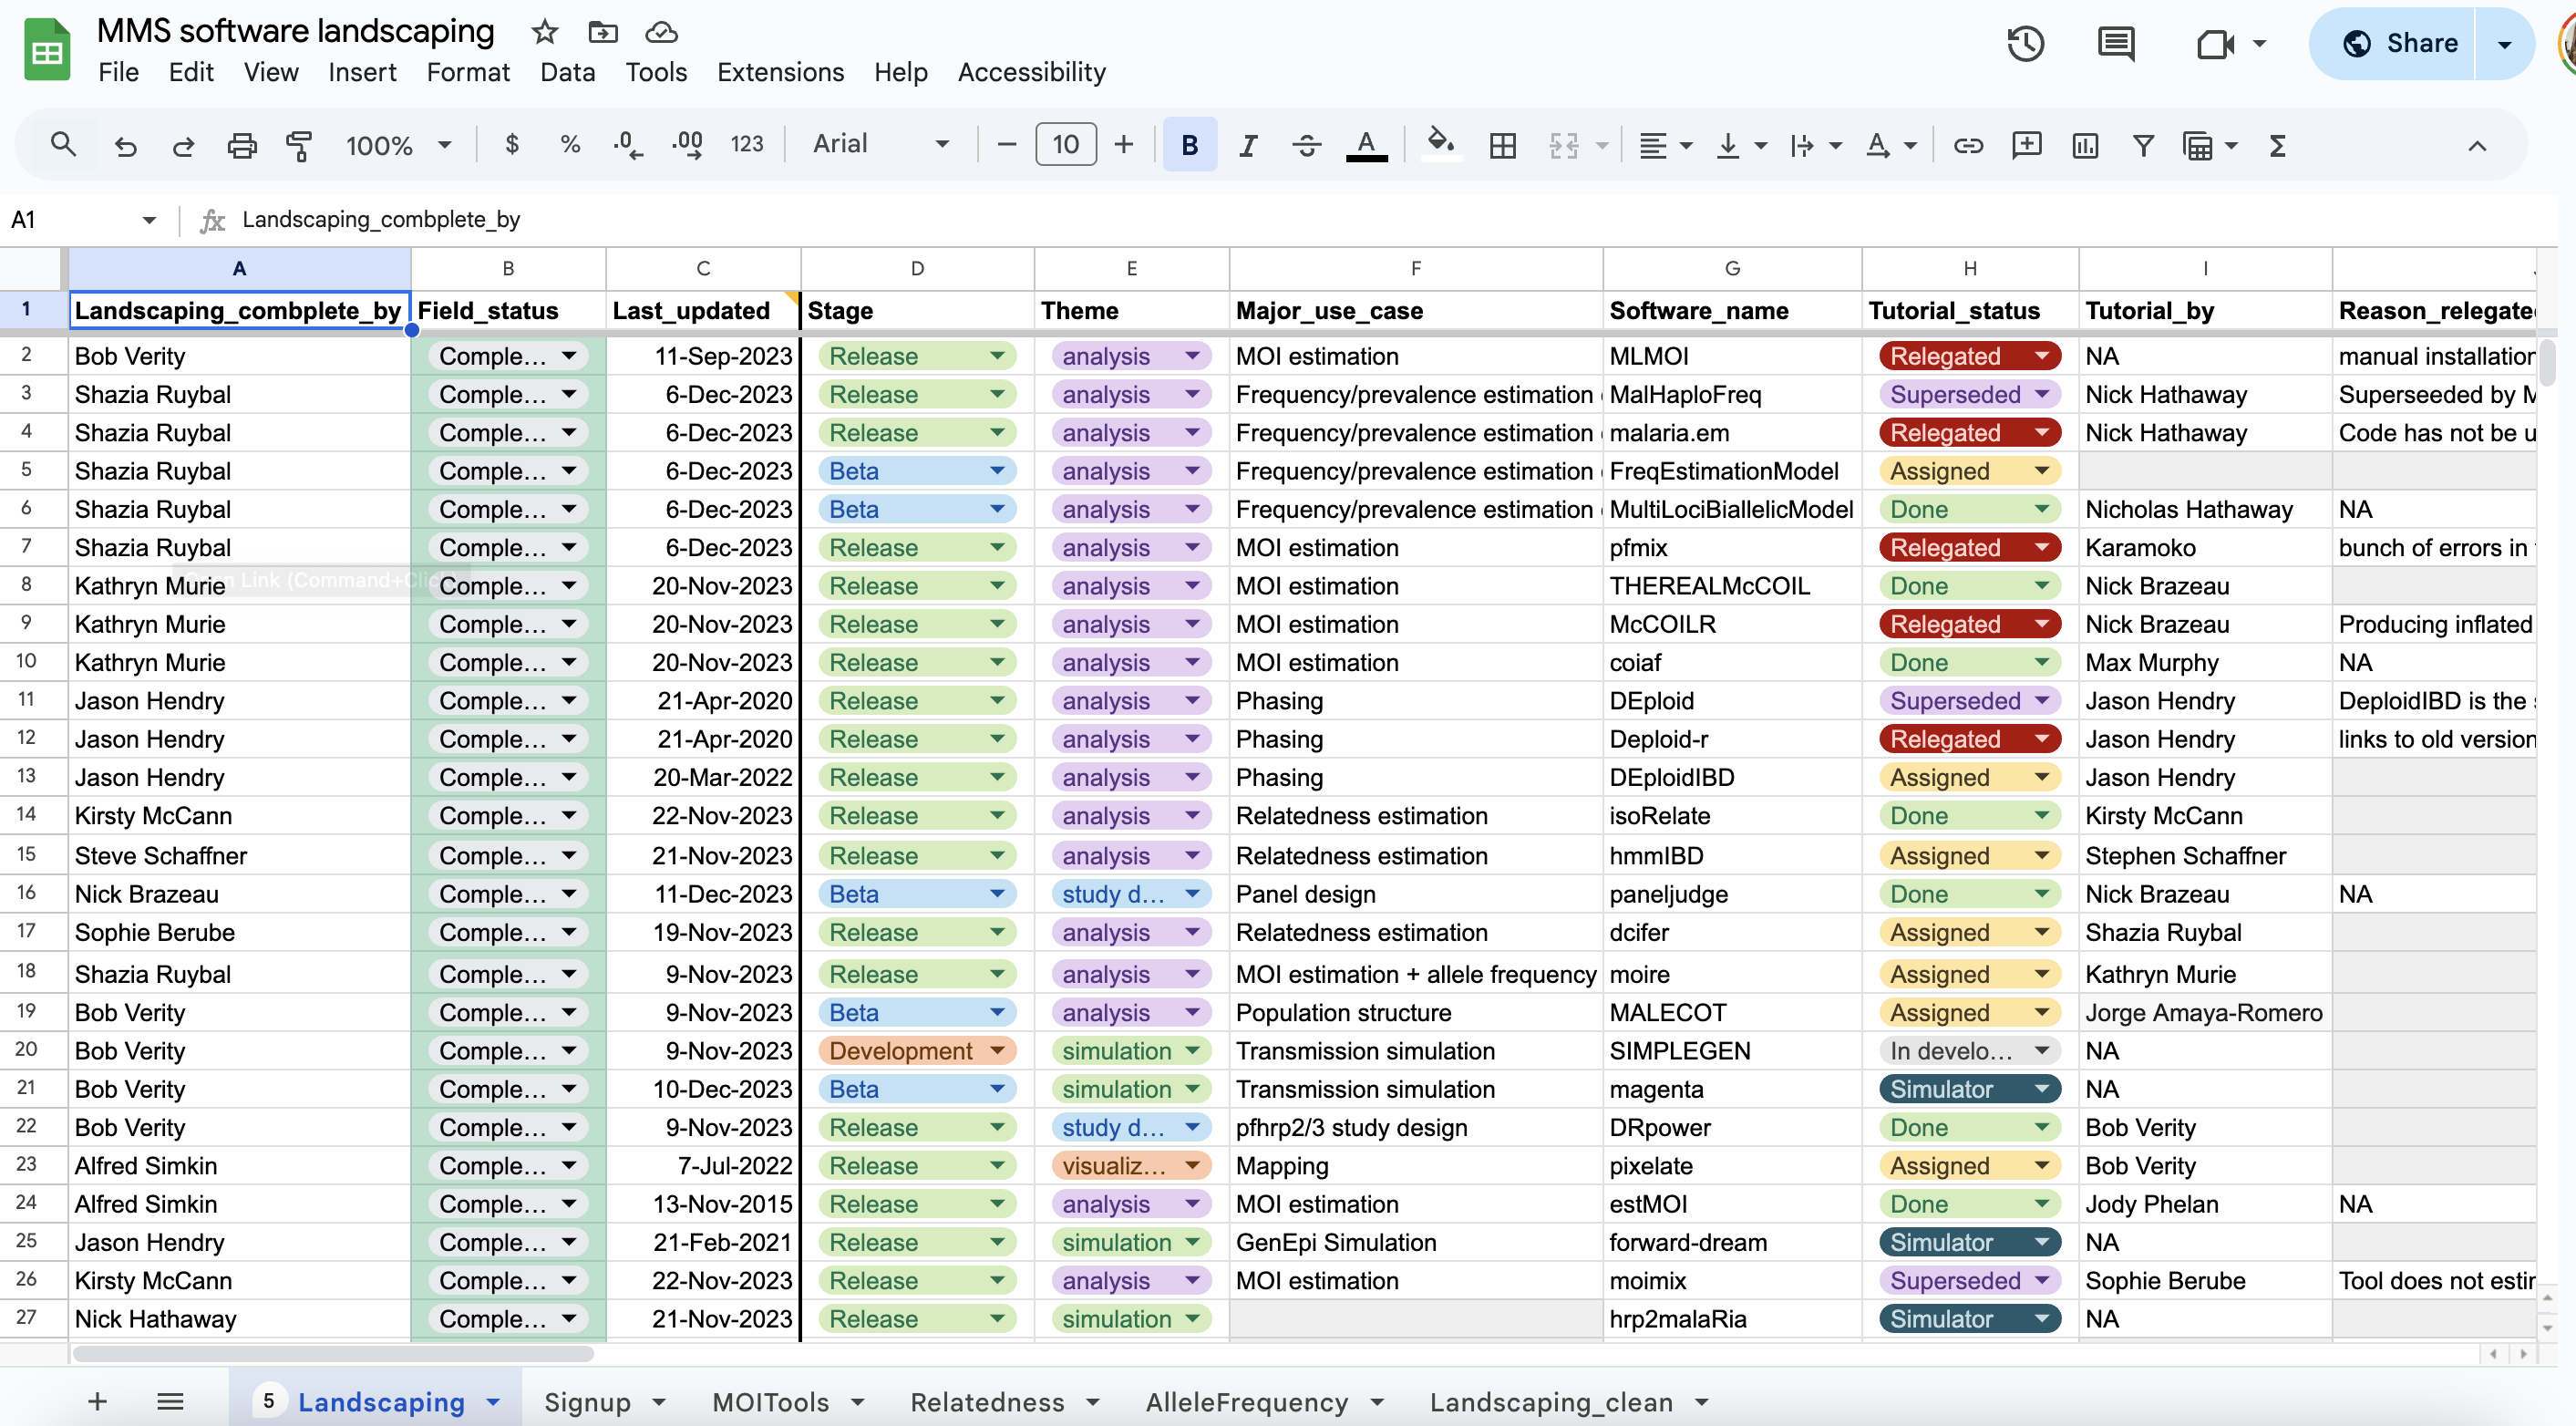 MMS software landscaping
File Edit View Insert Format Data Tools Extensions Help Accessibility
Share
100% $ % .0 .00 123 Arial 10 B I A
A1 Landscaping_combplete_by
A B C D E F G H I
1 Landscaping_combplete_by Field_status Last_updated Stage Theme Major_use_case Software_name Tutorial_status Tutorial_by Reason_relegate
2 Bob Verity Comple... 11-Sep-2023 Release analysis MOI estimation MLMOI Relegated NA manual installation
3 Shazia Ruybal Comple... 6-Dec-2023 Release analysis Frequency/prevalence estimation MalHaploFreq Superseded Nick Hathaway Superseeded by
4 Shazia Ruybal Comple... 6-Dec-2023 Release analysis Frequency/prevalence estimation malaria.em Relegated Nick Hathaway Code has not be u
5 Shazia Ruybal Comple... 6-Dec-2023 Beta analysis Frequency/prevalence estimation FreqEstimationModel Assigned
6 Shazia Ruybal Comple... 6-Dec-2023 Beta analysis Frequency/prevalence estimation MultiLociBiallelicModel Done Nicholas Hathaway NA
7 Shazia Ruybal Comple... 6-Dec-2023 Release analysis MOI estimation pfmix Relegated Karamoko bunch of errors in
Link (Command+Click)
8 Kathryn Murie Comple... 20-Nov-2023 Release analysis MOI estimation THEREALMcCOIL Done Nick Brazeau
9 Kathryn Murie Comple... 20-Nov-2023 Release analysis MOI estimation McCOILR Relegated Nick Brazeau Producing inflated
10 Kathryn Murie Comple... 20-Nov-2023 Release analysis MOI estimation coiaf Done Max Murphy NA
11 Jason Hendry Comple... 21-Apr-2020 Release analysis Phasing DEploid Superseded Jason Hendry DeploidIBD is the
12 Jason Hendry Comple... 21-Apr-2020 Release analysis Phasing Deploid-r Relegated Jason Hendry links to old version
13 Jason Hendry Comple... 20-Mar-2022 Release analysis Phasing DEploidIBD Assigned Jason Hendry
14 Kirsty McCann Comple... 22-Nov-2023 Release analysis Relatedness estimation isoRelate Done Kirsty McCann
15 Steve Schaffner Comple... 21-Nov-2023 Release analysis Relatedness estimation hmmIBD Assigned Stephen Schaffner
16 Nick Brazeau Comple... 11-Dec-2023 Beta study d... Panel design paneljudge Done Nick Brazeau NA
17 Sophie Berube Comple... 19-Nov-2023 Release analysis Relatedness estimation dcifer Assigned Shazia Ruybal
18 Shazia Ruybal Comple... 9-Nov-2023 Release analysis MOI estimation + allele frequency moire Assigned Kathryn Murie
19 Bob Verity Comple... 9-Nov-2023 Beta analysis Population structure MALECOT Assigned Jorge Amaya-Romero
20 Bob Verity Comple... 9-Nov-2023 Development simulation Transmission simulation SIMPLEGEN In develo... NA
21 Bob Verity Comple... 10-Dec-2023 Beta simulation Transmission simulation magenta Simulator NA
22 Bob Verity Comple... 9-Nov-2023 Release study d... pfhrp2/3 study design DRpower Done Bob Verity
23 Alfred Simkin Comple... 7-Jul-2022 Release visualiz... Mapping pixelate Assigned Bob Verity
24 Alfred Simkin Comple... 13-Nov-2015 Release analysis MOI estimation estMOI Done Jody Phelan NA
25 Jason Hendry Comple... 21-Feb-2021 Release simulation GenEpi Simulation forward-dream Simulator NA
26 Kirsty McCann Comple... 22-Nov-2023 Release analysis MOI estimation moimix Superseded Sophie Berube Tool does not estir
27 Nick Hathaway Comple... 21-Nov-2023 Release simulation hrp2malaRia Simulator NA
5 Landscaping Signup MOITools Relatedness AlleleFrequency Landscaping_clean